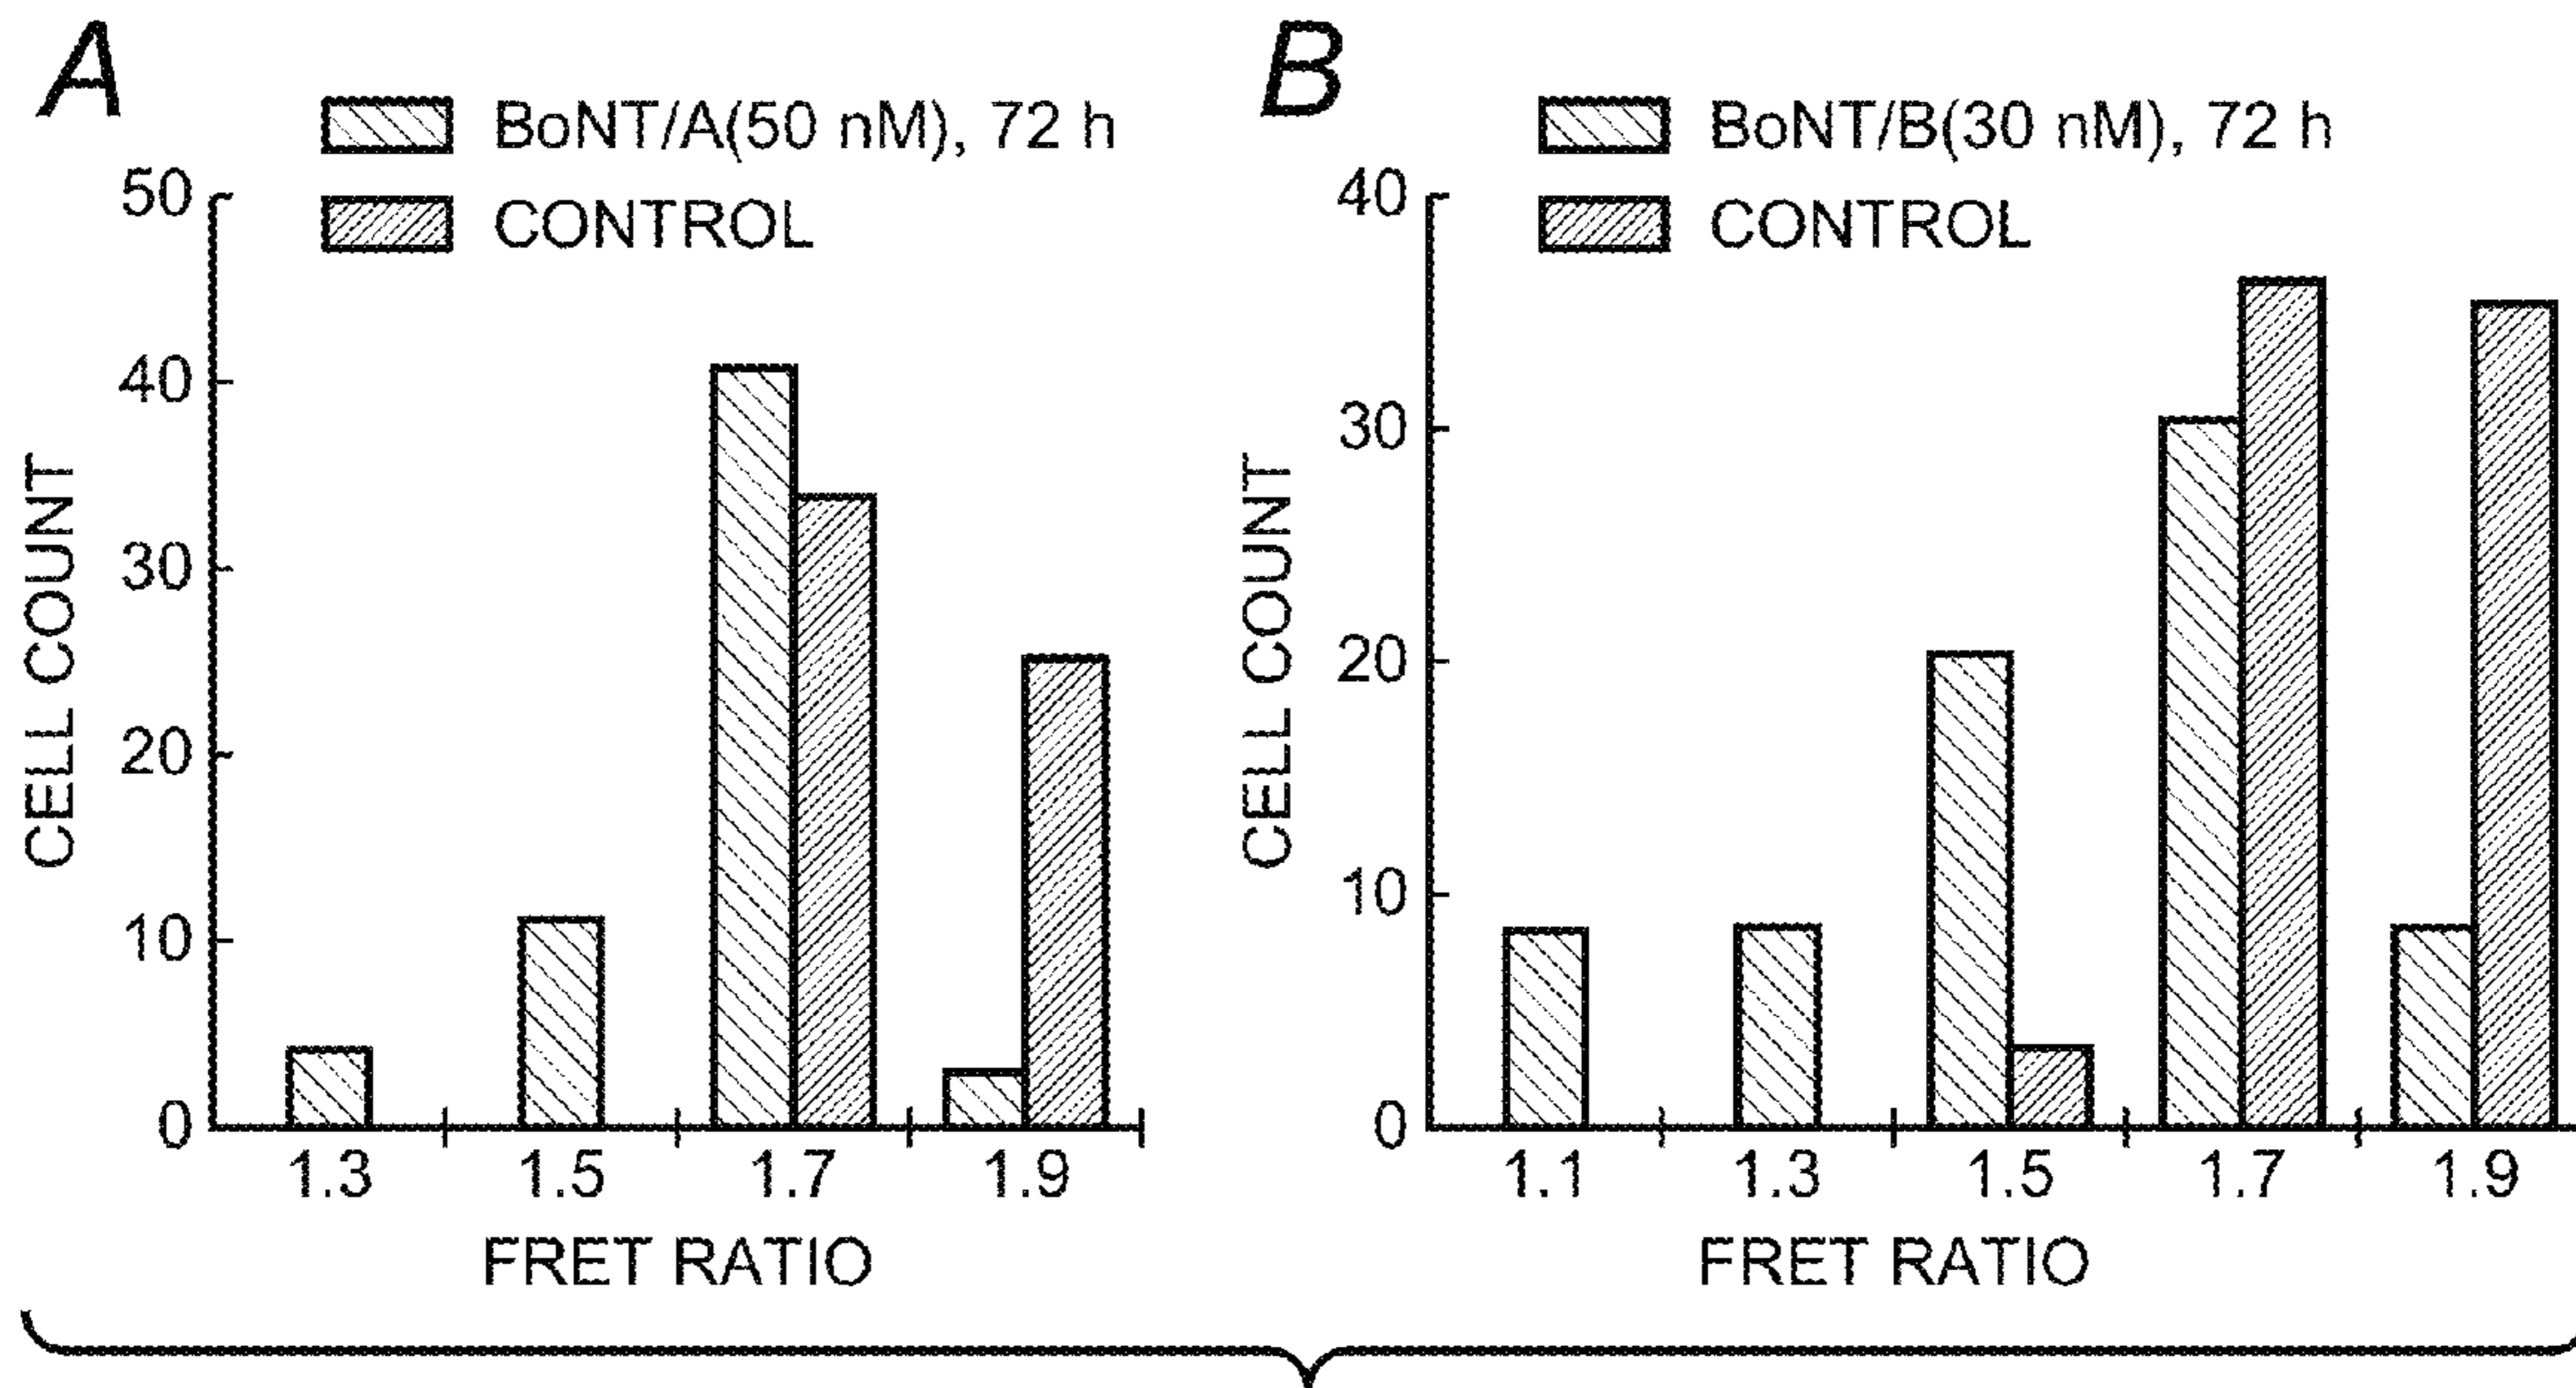 A
BoNT/A(50 nM), 72 h
CONTROL
50
40
30
20
10
0
CELL COUNT
1.3 1.5 1.7 1.9
FRET RATIO
B
BoNT/B(30 nM), 72 h
CONTROL
40
30
20
10
0
CELL COUNT
1.1 1.3 1.5 1.7 1.9
FRET RATIO